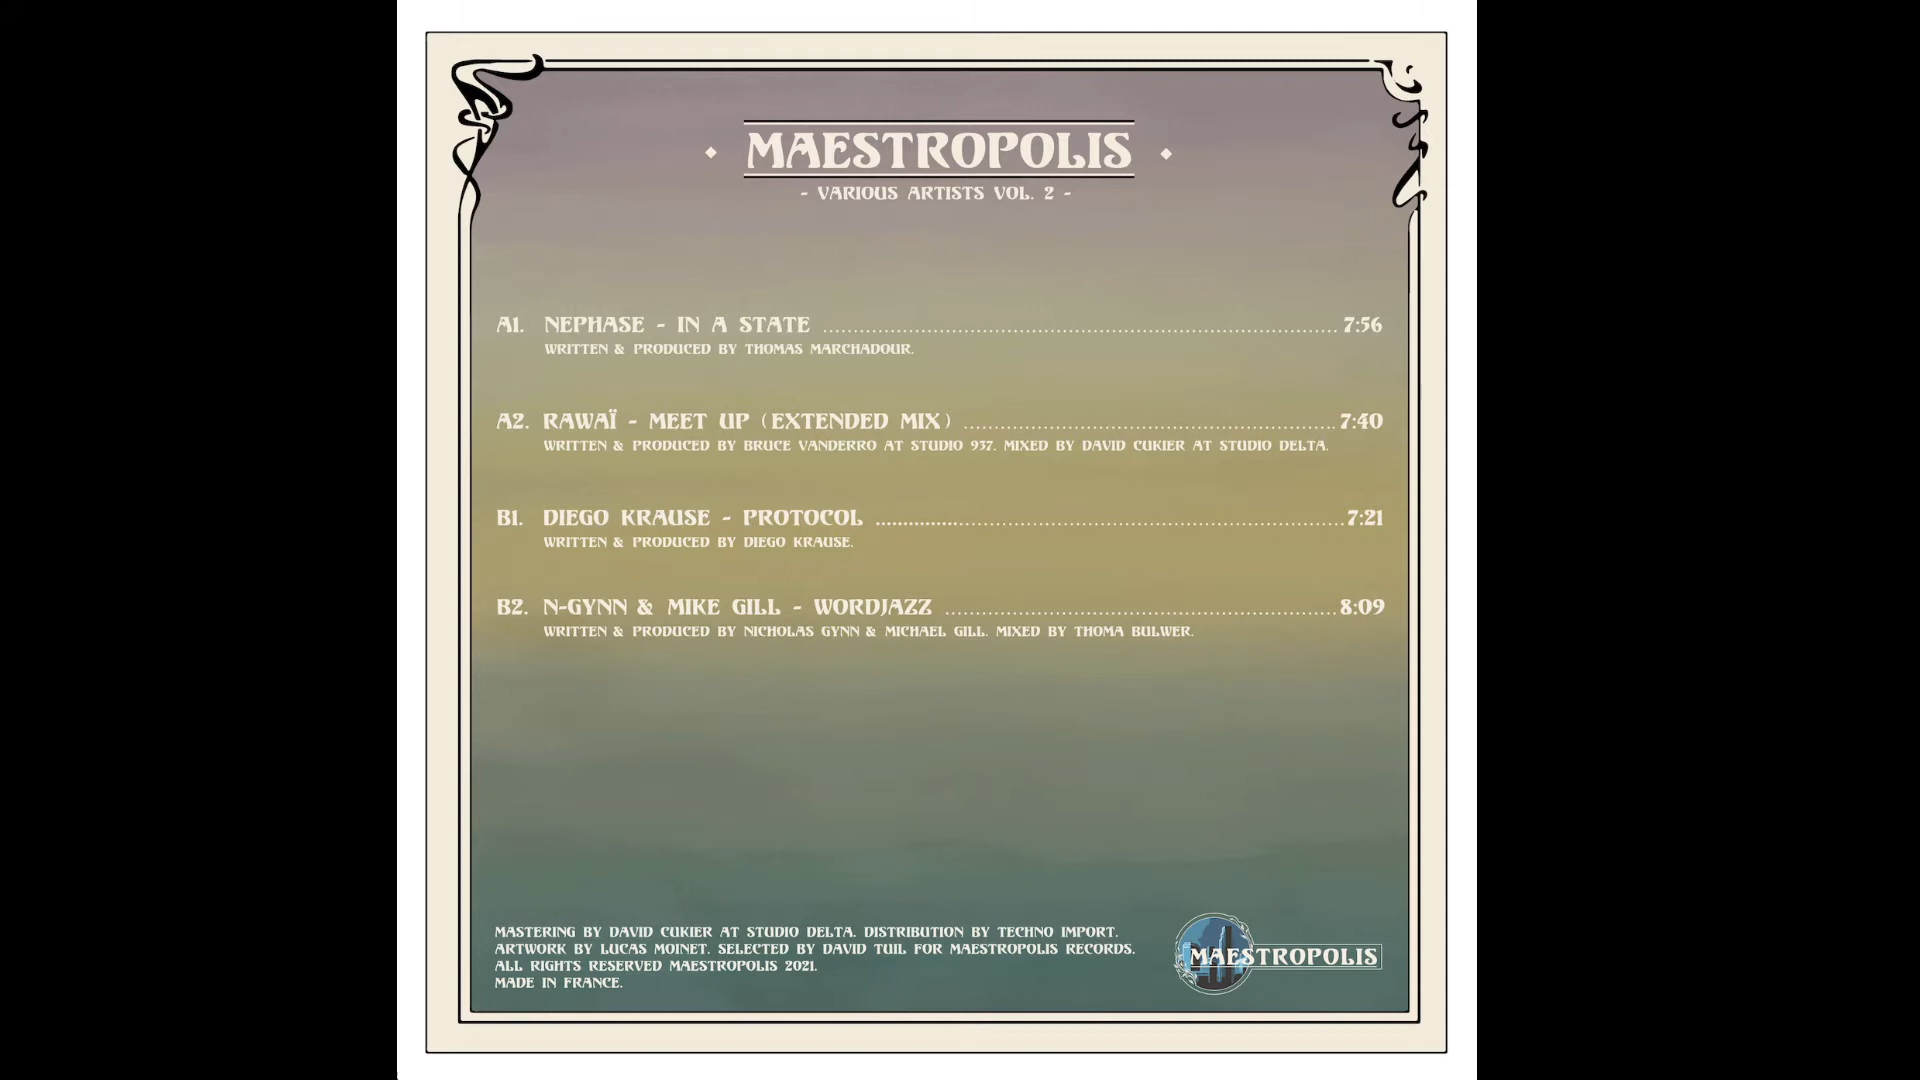 MAESTROPOLIS
- VARIOUS ARTISTS VOL. 2 -
A1. NEPHASE - IN A STATE ........ 7:56
WRITTEN & PRODUCED BY THOMAS MARCHADOUR.
A2. RAWAÏ - MEET UP (EXTENDED MIX) ........ 7:40
WRITTEN & PRODUCED BY BRUCE VANDERRO AT STUDIO 937. MIXED BY DAVID CUKIER AT STUDIO DELTA.
B1. DIEGO KRAUSE - PROTOCOL ........ 7:21
WRITTEN & PRODUCED BY DIEGO KRAUSE.
B2. N-GYNN & MIKE GILL - WORDJAZZ ........ 8:09
WRITTEN & PRODUCED BY NICHOLAS GYNN & MICHAEL GILL. MIXED BY THOMA BULWER.
MASTERING BY DAVID CUKIER AT STUDIO DELTA. DISTRIBUTION BY TECHNO IMPORT.
ARTWORK BY LUCAS MOINET. SELECTED BY DAVID TUIL FOR MAESTROPOLIS RECORDS.
ALL RIGHTS RESERVED MAESTROPOLIS 2021.
MADE IN FRANCE.
MAESTROPOLIS